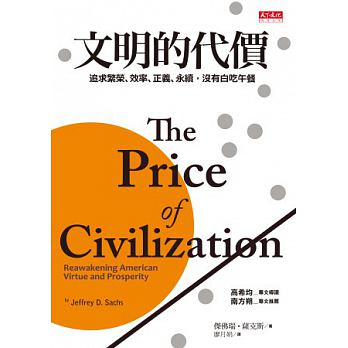 天下文化
文明的代價
追求繁榮、效率、正義、永續，沒有白吃午餐
The
Price
of
Civilization
Reawakening American
Virtue and Prosperity
by Jeffrey D. Sachs
高希均＿專文導讀
南方朔＿專文推薦
傑佛瑞・薩克斯／著
廖月娟／譯